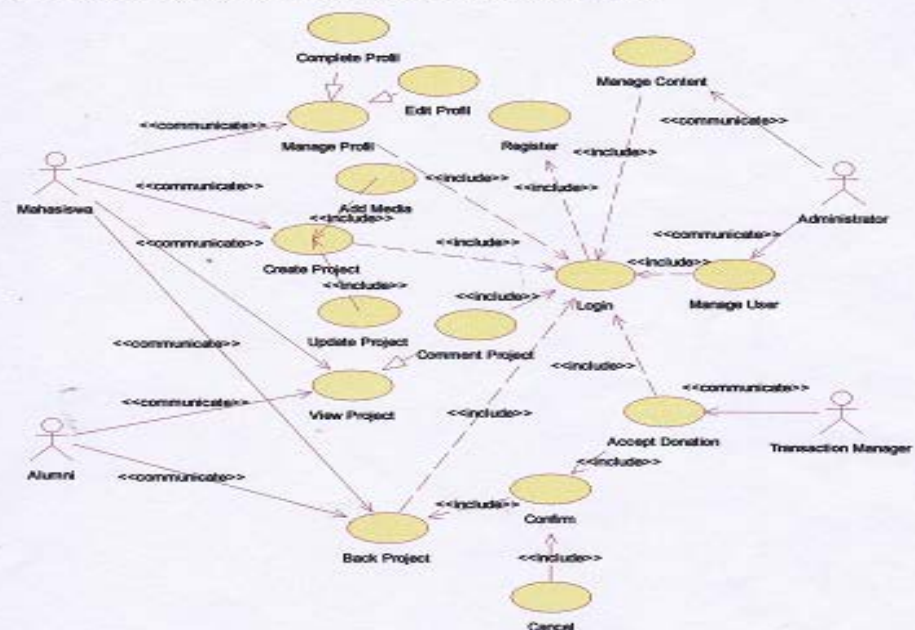 Complete Profil
Manage Content
Edit Profil
<<communicate>>
Manage Profil
Register
<<communicate>>
<<include>>
Mahasiswa
<<communicate>>
Add Media
<<include>>
<<include>>
Administrator
<<include>>
<<communicate>>
<<communicate>>
Create Project
<<include>>
<<include>>
<<include>>
<<include>>
Login
Manage User
Update Project
Comment Project
<<communicate>>
<<include>>
<<communicate>>
<<communicate>>
View Project
<<include>>
Accept Donation
Transaction Manager
<<include>>
Alumni
<<communicate>>
<<include>>
Confirm
Back Project
<<include>>
Cancel